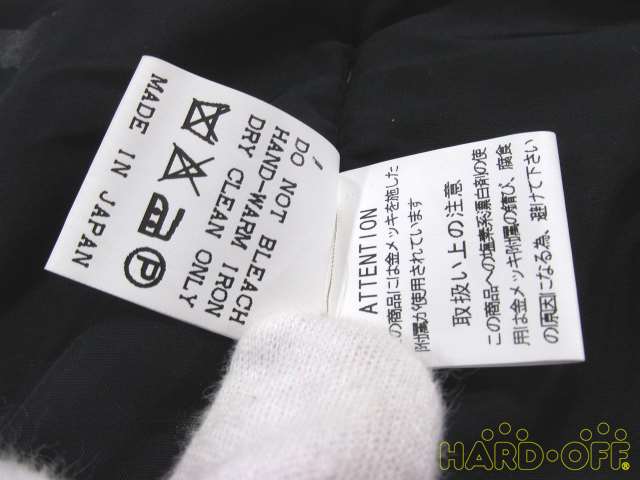 DO NOT BLEACH
HAND-WARM IRON
DRY CLEAN ONLY
P
MADE IN JAPAN
ATTENTION
の商品には金メッキを施した
附属が使用されています
取扱い上の注意
この商品への塩素系漂白剤の使
用は金メッキ附属の錆び、腐食
の原因になる為、避けて下さい
HARD・OFF